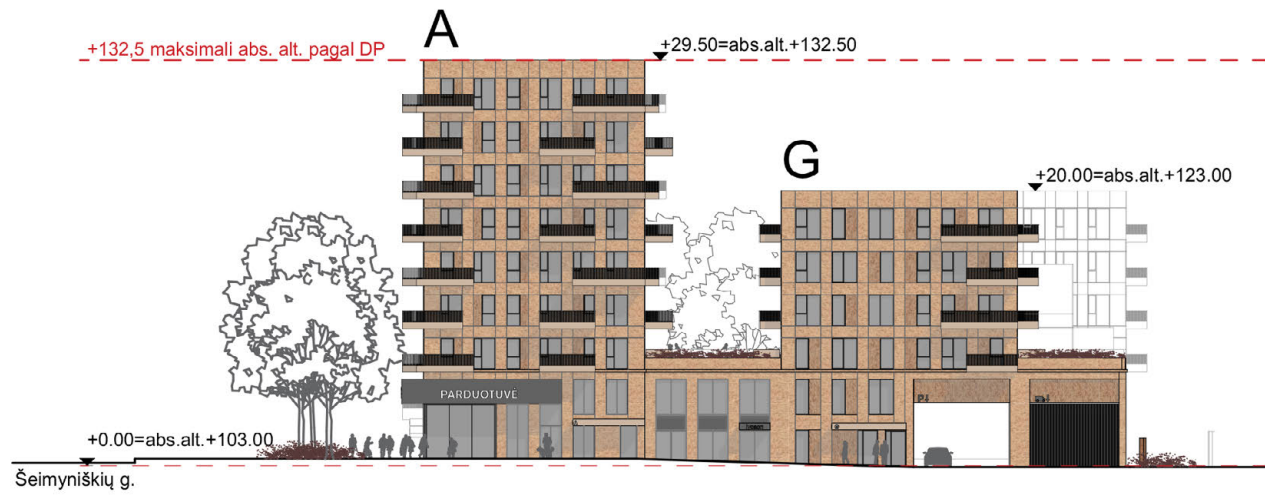 A
+132,5 maksimali abs. alt. pagal DP
+29.50=abs.alt.+132.50
G
+20.00=abs.alt.+123.00
PARDUOTUVĖ
P
+0.00=abs.alt.+103.00
Šeimyniškių g.